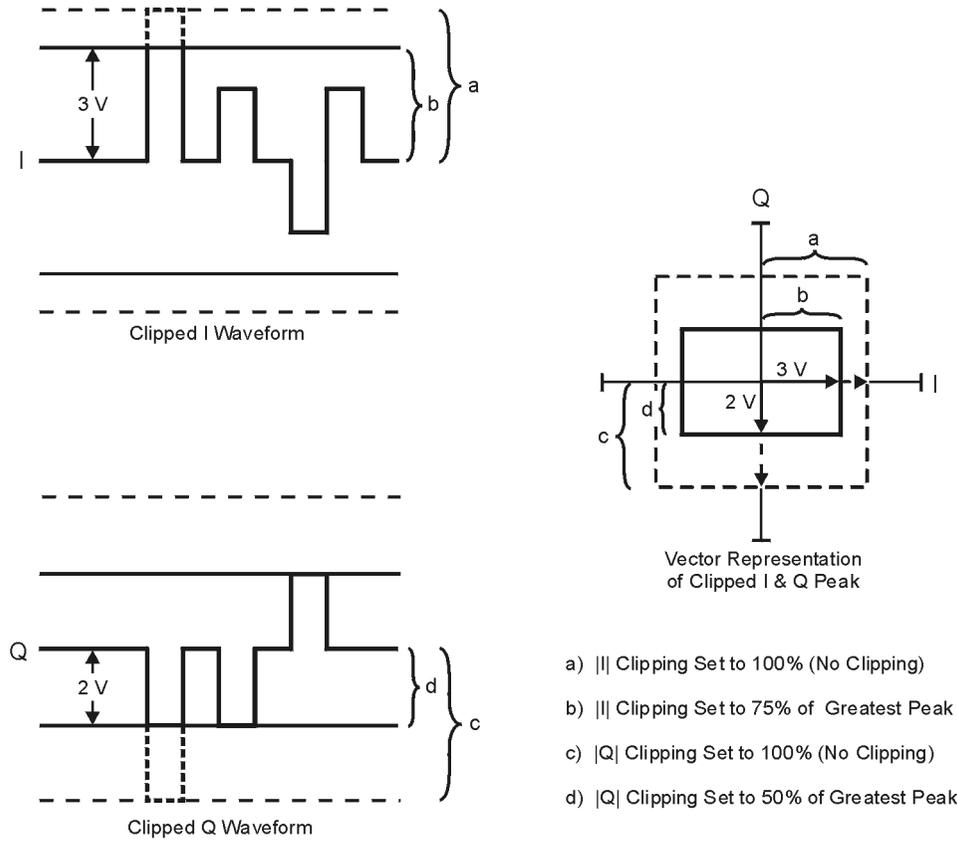 a
b
3 V
I
Clipped I Waveform
Q
a
b
3 V
I
2 V
d
c
Vector Representation
of Clipped I & Q Peak
Q
2 V
d
c
Clipped Q Waveform
a) |I| Clipping Set to 100% (No Clipping)
b) |I| Clipping Set to 75% of Greatest Peak
c) |Q| Clipping Set to 100% (No Clipping)
d) |Q| Clipping Set to 50% of Greatest Peak